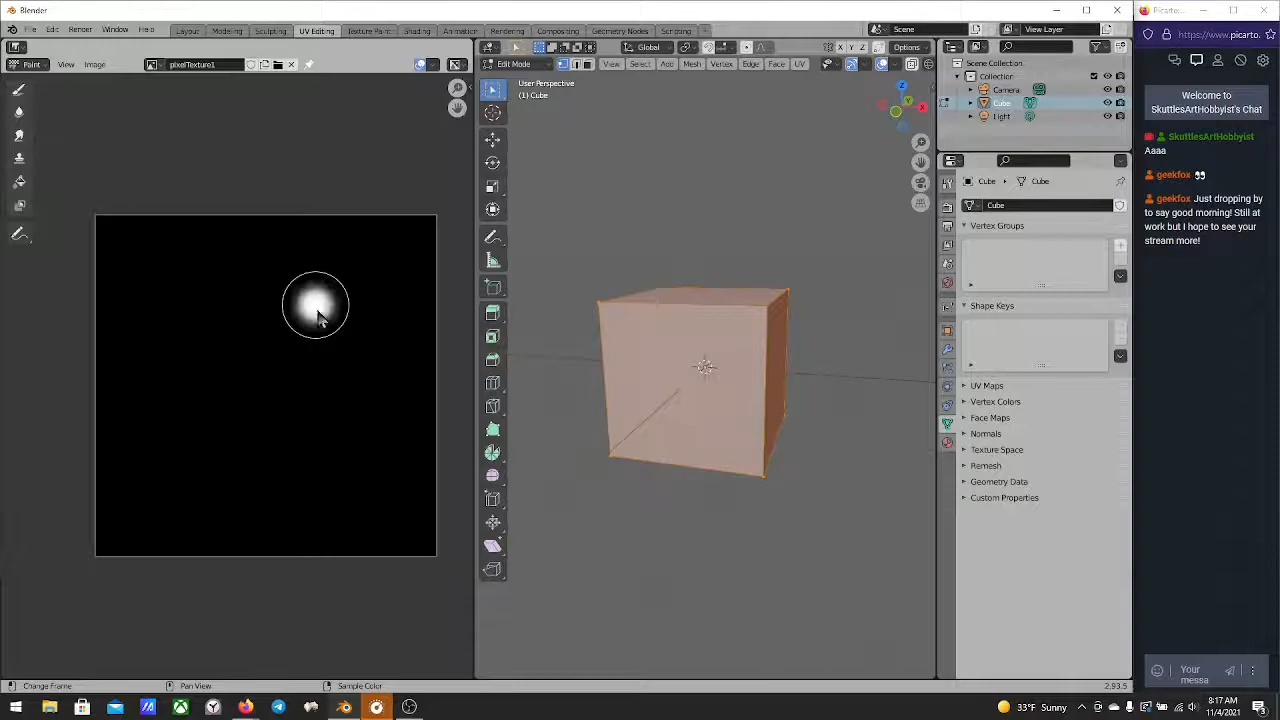 Blender
File Edit Render Window Help Layout Modeling Sculpting UV Editing Texture Paint Shading Animation Rendering Compositing Geometry Nodes Scripting + Scene View Layer
Paint View Image pixelTexture1
Global Options
Edit Mode View Select Add Mesh Vertex Edge Face UV
X Y Z
User Perspective
(1) Cube
Z
Y
X
Scene Collection
Collection
Camera
Cube
Light
Cube Cube
Cube
Vertex Groups
Shape Keys
UV Maps
Vertex Colors
Face Maps
Normals
Texture Space
Remesh
Geometry Data
Custom Properties
Change Frame Pan View Sample Color 2.93.5
Picarto
https://www.picarto.
Welcome to
SkuttlesArtHobbyist's Chat
SkuttlesArtHobbyist
Aaaa
geekfox 👀
geekfox Just dropping by
to say good morning! Still at
work but I hope to see your
stream more!
Your
messa
33°F Sunny
8:17 AM
11/4/2021